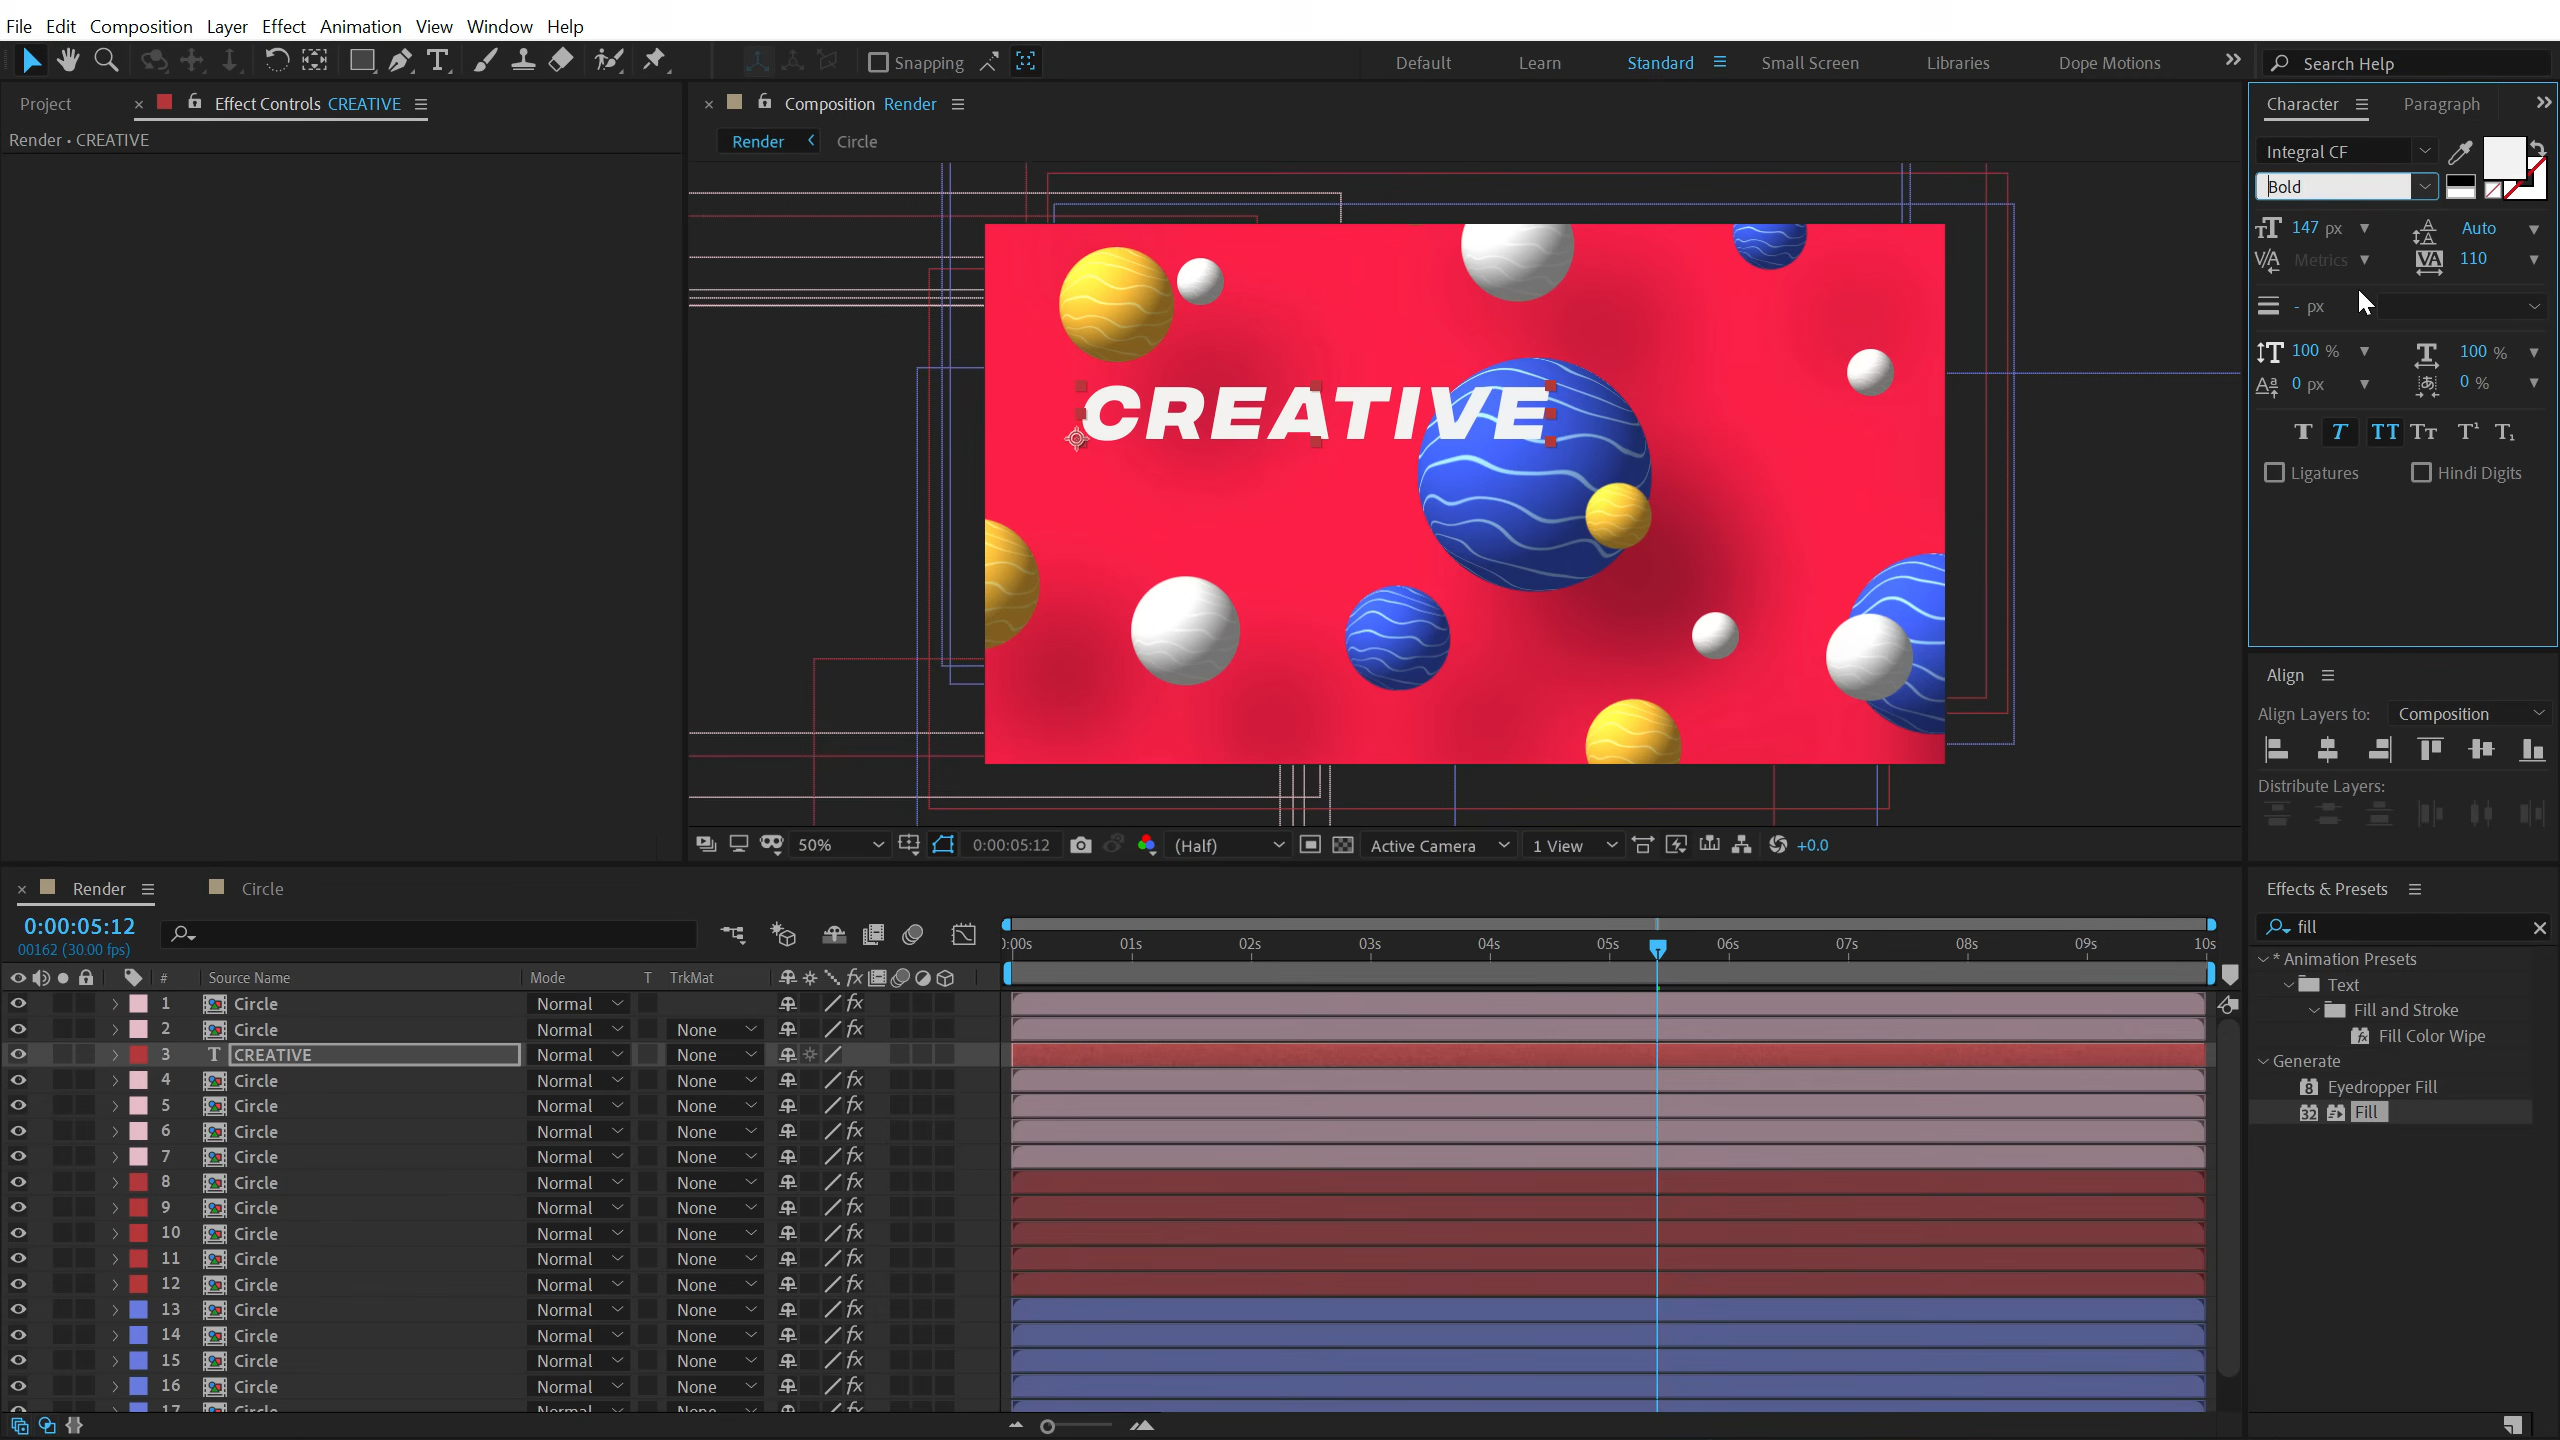 File Edit Composition Layer Effect Animation View Window Help
Snapping Default Learn Standard Small Screen Libraries Dope Motions Search Help
Project Effect Controls CREATIVE
Render • CREATIVE
Composition Render
Render Circle
CREATIVE
50% 0:00:05:12 (Half) Active Camera 1 View +0.0
Character Paragraph
Integral CF
Bold
147 px Auto
Metrics 110
- px
100 % 100 %
0 px 0 %
Ligatures Hindi Digits
Align
Align Layers to: Composition
Distribute Layers:
Effects & Presets
fill
* Animation Presets
Text
Fill and Stroke
Fill Color Wipe
Generate
Eyedropper Fill
Fill
Render Circle
0:00:05:12
00162 (30.00 fps)
):00s 01s 02s 03s 04s 05s 06s 07s 08s 09s 10s
# Source Name Mode T TrkMat
1 Circle Normal
2 Circle Normal None
3 CREATIVE Normal None
4 Circle Normal None
5 Circle Normal None
6 Circle Normal None
7 Circle Normal None
8 Circle Normal None
9 Circle Normal None
10 Circle Normal None
11 Circle Normal None
12 Circle Normal None
13 Circle Normal None
14 Circle Normal None
15 Circle Normal None
16 Circle Normal None
17 Circle Normal None